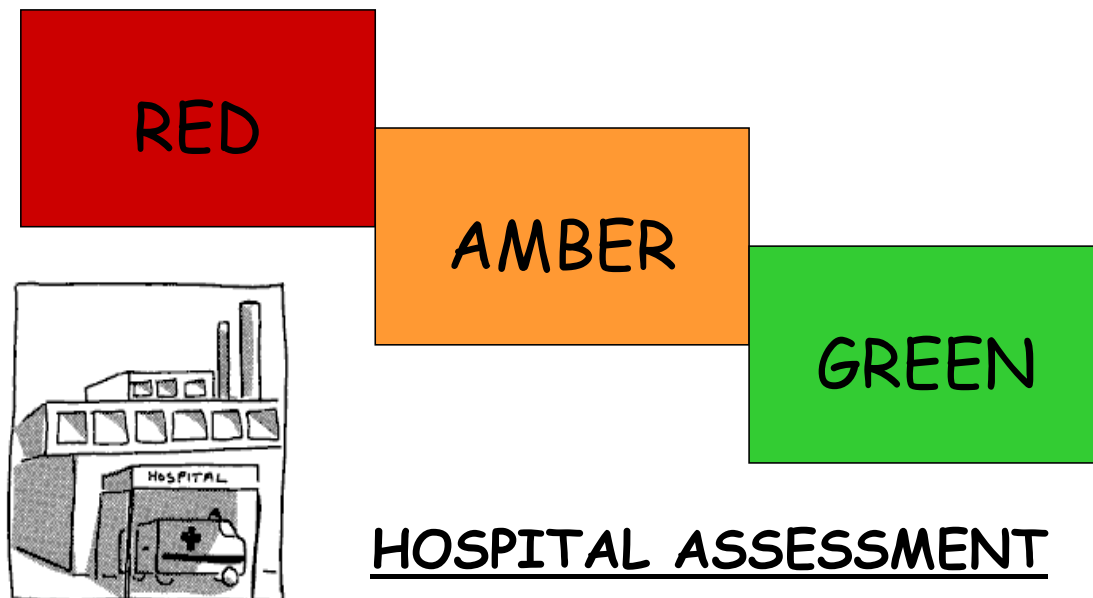 RED
AMBER
GREEN
HOSPITAL
HOSPITAL ASSESSMENT